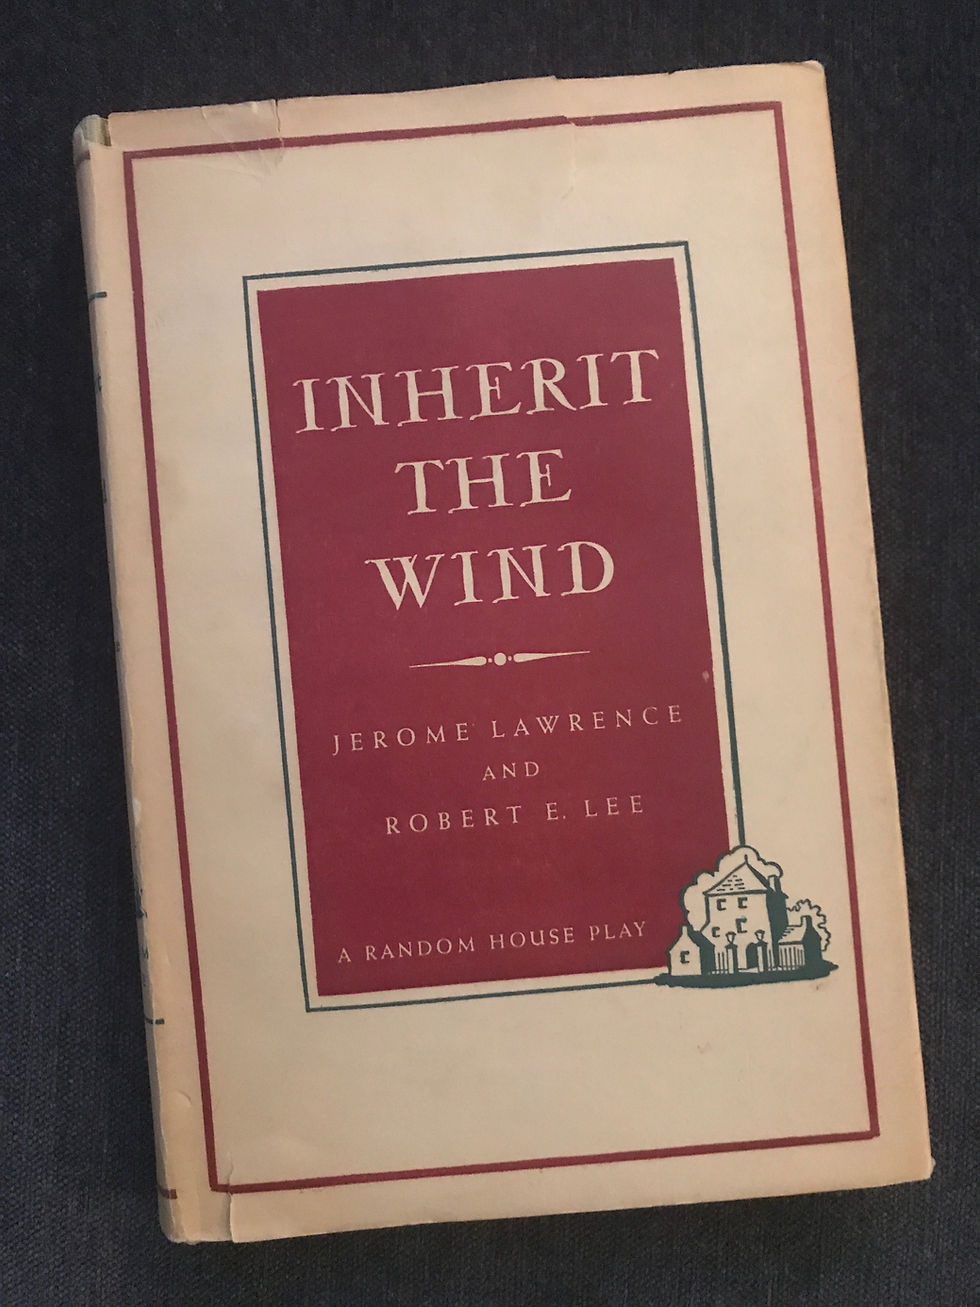 INHERIT
THE
WIND
JEROME LAWRENCE
AND
ROBERT E. LEE
A RANDOM HOUSE PLAY